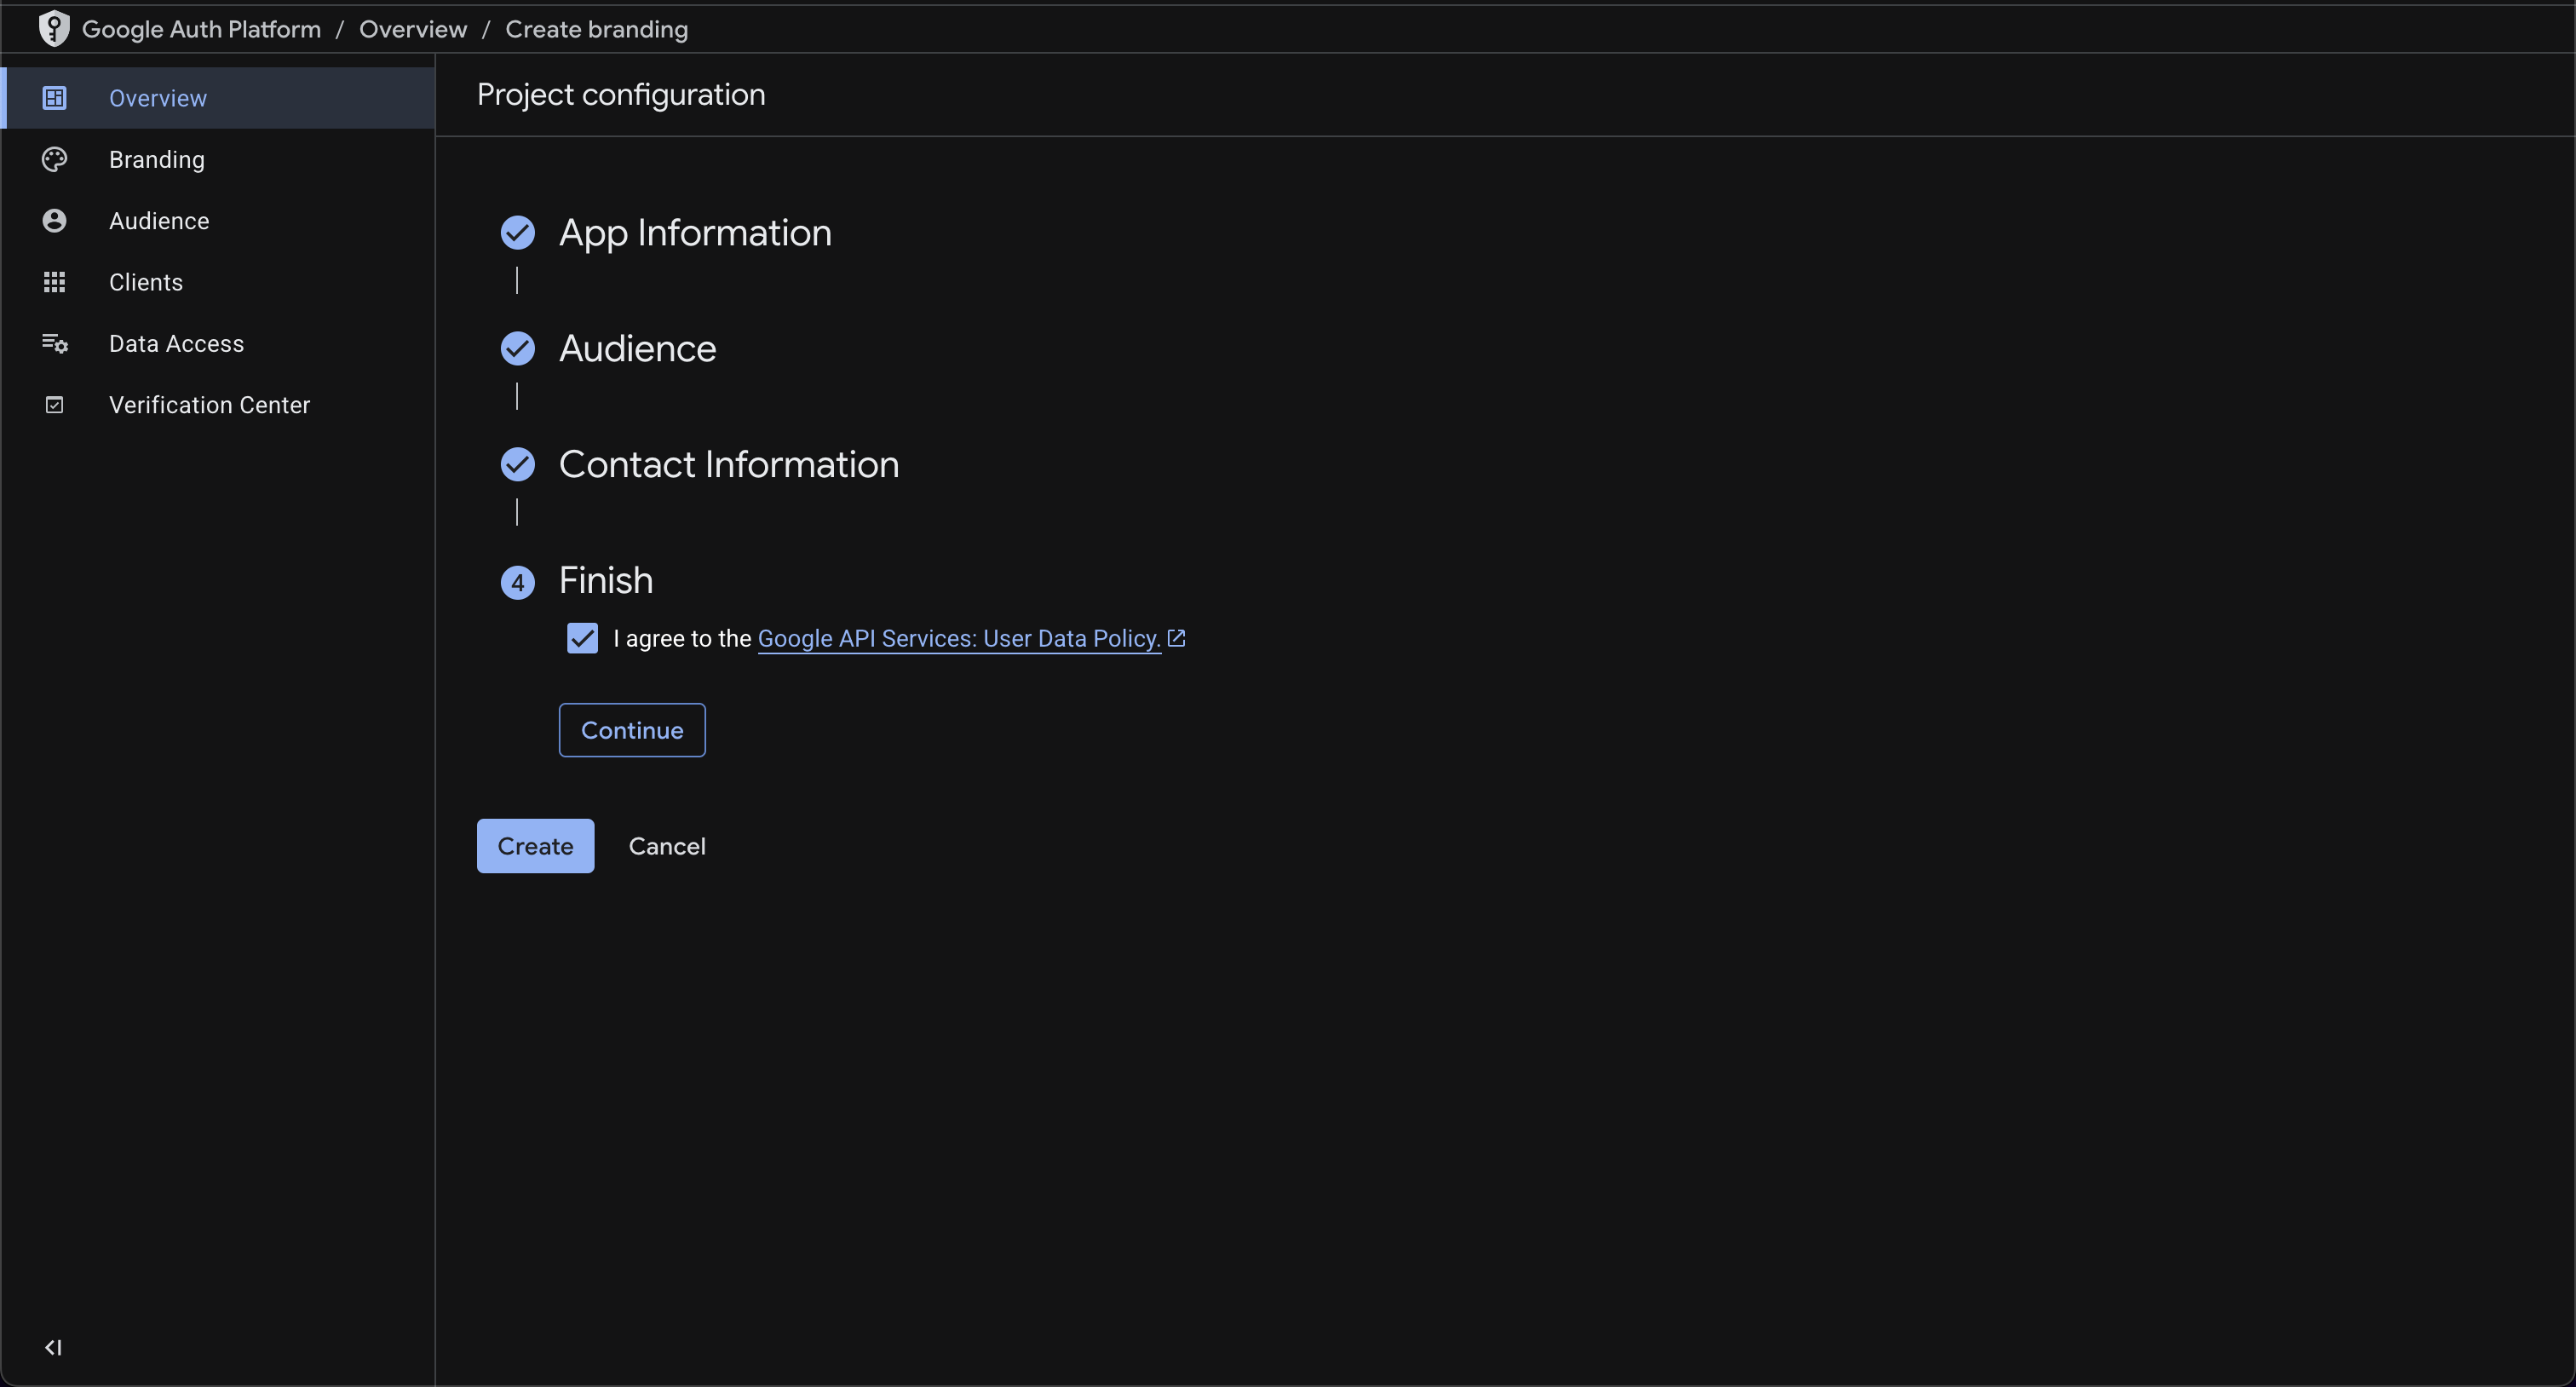 Google Auth Platform / Overview / Create branding
Overview
Branding
Audience
Clients
Data Access
Verification Center
Project configuration
App Information
Audience
Contact Information
4 Finish
I agree to the Google API Services: User Data Policy.
Continue
Create Cancel